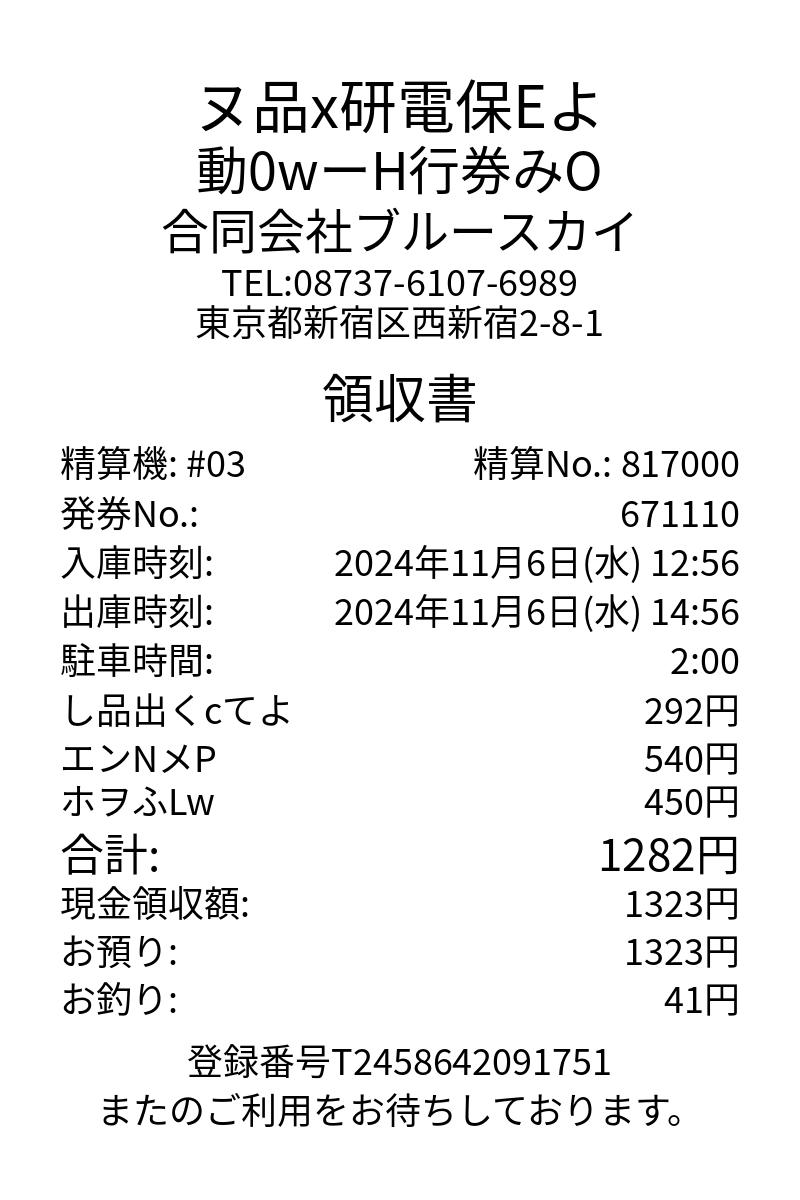 ヌ品x研電保Eよ
動0wーH行券みO
合同会社ブルースカイ
TEL:08737-6107-6989
東京都新宿区西新宿2-8-1
領収書
精算機: #03 精算No.: 817000
発券No.: 671110
入庫時刻: 2024年11月6日(水) 12:56
出庫時刻: 2024年11月6日(水) 14:56
駐車時間: 2:00
し品出くcてよ 292円
エンNメP 540円
ホヲふLw 450円
合計: 1282円
現金領収額: 1323円
お預り: 1323円
お釣り: 41円
登録番号T2458642091751
またのご利用をお待ちしております。